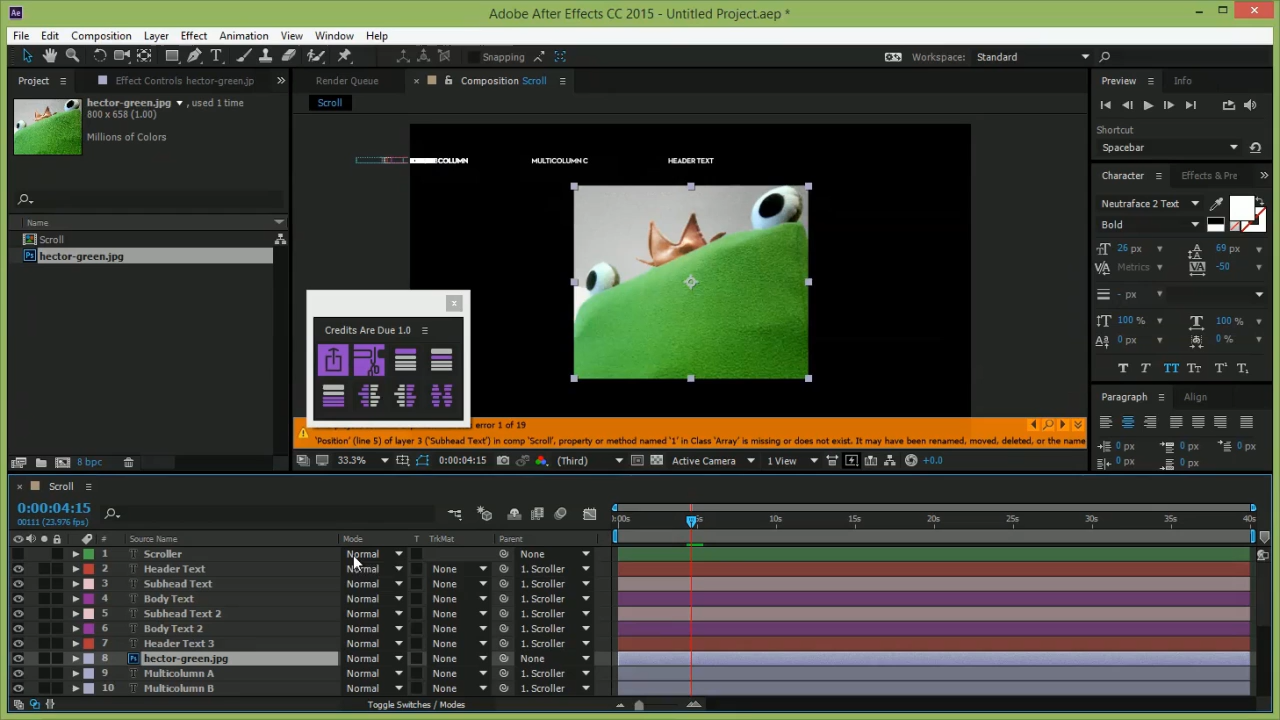 Ae
Adobe After Effects CC 2015 - Untitled Project.aep *
File Edit Composition Layer Effect Animation View Window Help
Snapping
Workspace: Standard
Project
Effect Controls hector-green.jp
Render Queue
Composition Scroll
Preview
Info
hector-green.jpg , used 1 time
800 x 658 (1.00)
Millions of Colors
Scroll
Shortcut
Spacebar
Character
Effects & Pre
COLUMN MULTICOLUMN C HEADER TEXT
Neutraface 2 Text
Bold
Name
Scroll
hector-green.jpg
26 px
69 px
Metrics
-50
- px
100 %
100 %
0 px
0 %
Credits Are Due 1.0
T T TT Tt T T
Paragraph
Align
error 1 of 19
'Position' (line 5) of layer 3 ('Subhead Text') in comp 'Scroll', property or method named '1' in Class 'Array' is missing or does not exist. It may have been renamed, moved, deleted, or the name
0 px
0 px
0 px
0 px
0 px
8 bpc
33.3%
0:00:04:15
(Third)
Active Camera
1 View
+0.0
Scroll
0:00:04:15
00111 (23.976 fps)
:00s 5s 10s 15s 20s 25s 30s 35s 40s
# Source Name Mode T TrkMat Parent
1 T Scroller Normal None
2 T Header Text Normal None 1. Scroller
3 T Subhead Text Normal None 1. Scroller
4 T Body Text Normal None 1. Scroller
5 T Subhead Text 2 Normal None 1. Scroller
6 T Body Text 2 Normal None 1. Scroller
7 T Header Text 3 Normal None 1. Scroller
8 Ps hector-green.jpg Normal None None
9 T Multicolumn A Normal None 1. Scroller
10 T Multicolumn B Normal None 1. Scroller
Toggle Switches / Modes